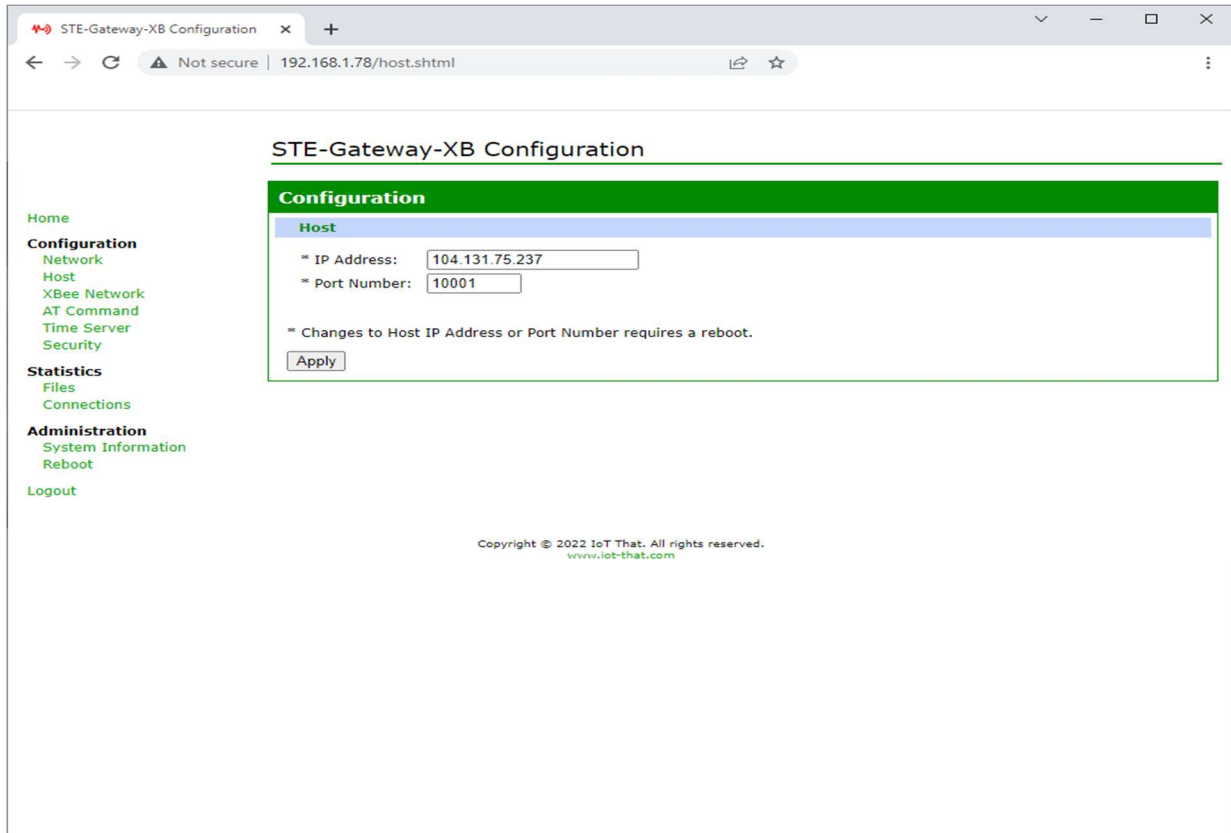 STE-Gateway-XB Configuration
Not secure | 192.168.1.78/host.shtml
STE-Gateway-XB Configuration
Home
Configuration
Network
Host
XBee Network
AT Command
Time Server
Security
Statistics
Files
Connections
Administration
System Information
Reboot
Logout
Configuration
Host
* IP Address: 104.131.75.237
* Port Number: 10001
* Changes to Host IP Address or Port Number requires a reboot.
Apply
Copyright © 2022 IoT That. All rights reserved.
www.iot-that.com